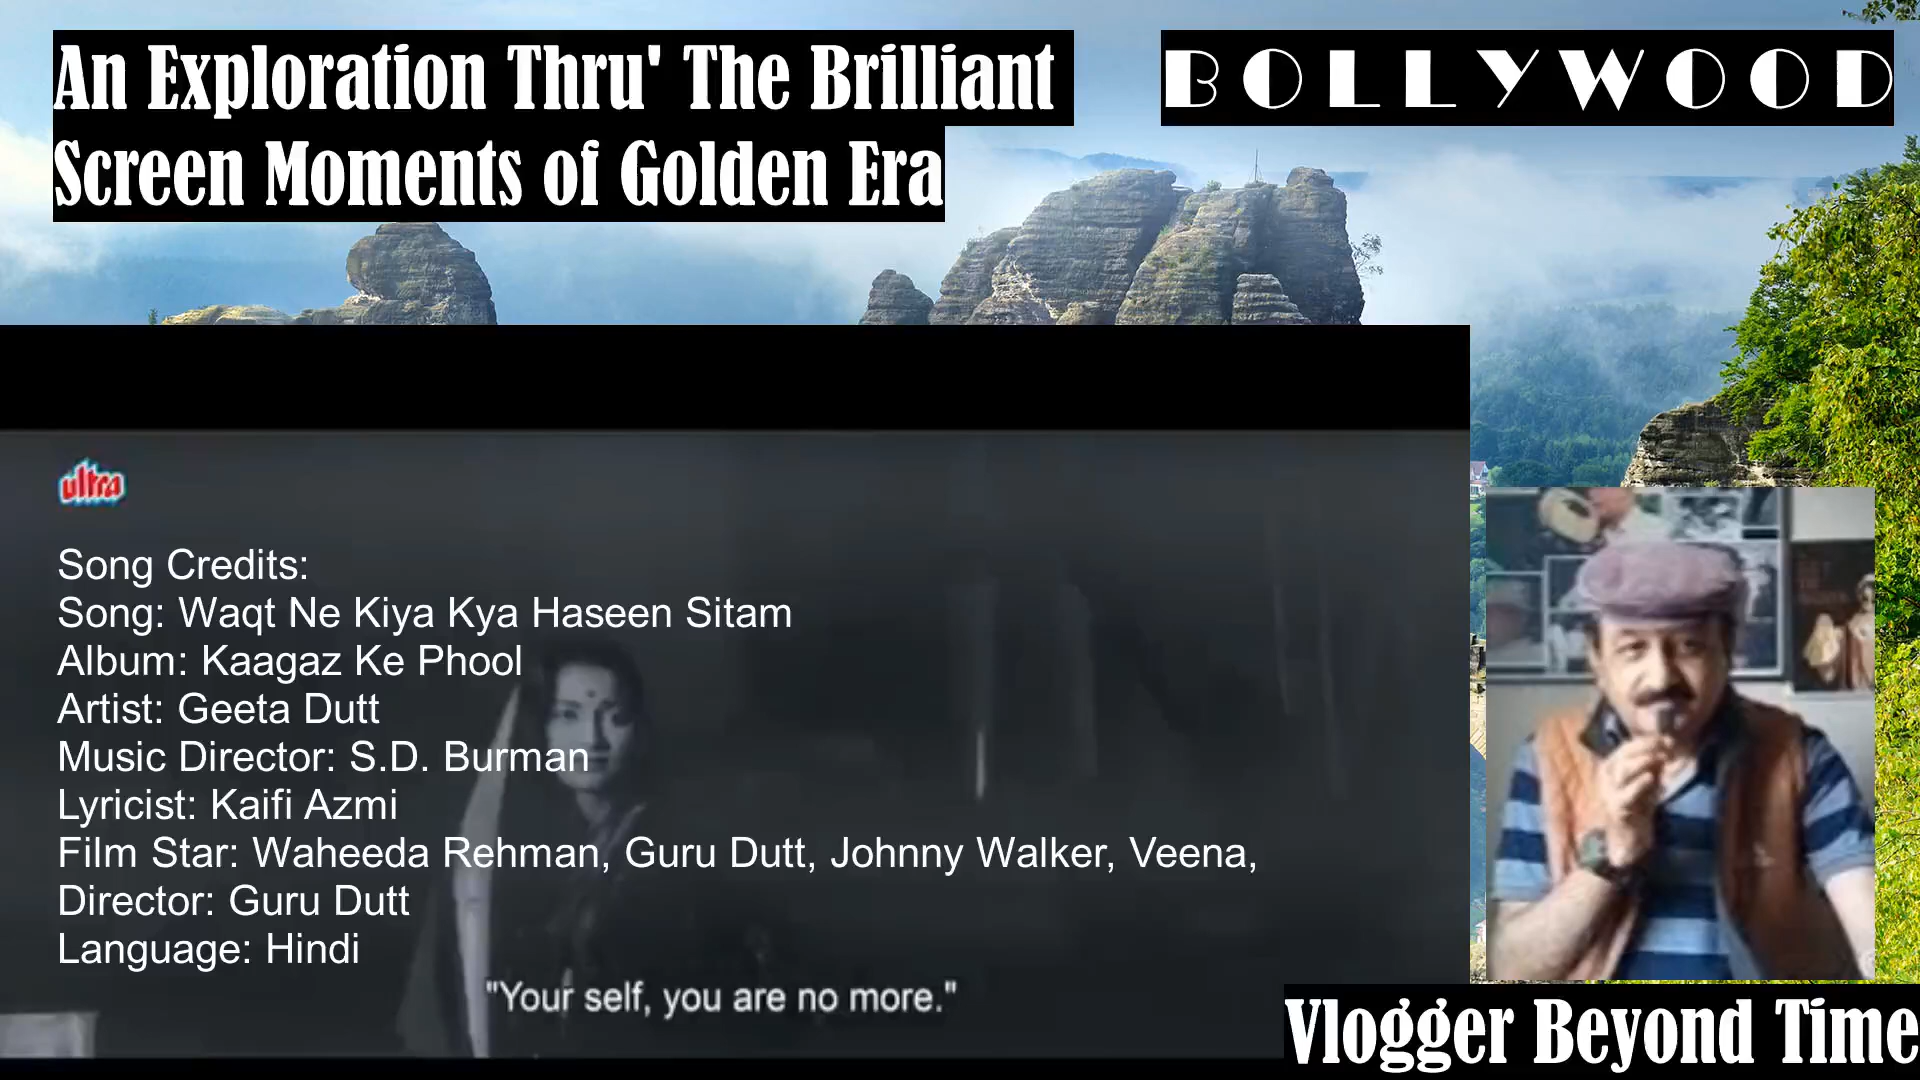 An Exploration Thru' The Brilliant
Screen Moments of Golden Era
BOLLYWOOD
ultra
Song Credits:
Song: Waqt Ne Kiya Kya Haseen Sitam
Album: Kaagaz Ke Phool
Artist: Geeta Dutt
Music Director: S.D. Burman
Lyricist: Kaifi Azmi
Film Star: Waheeda Rehman, Guru Dutt, Johnny Walker, Veena,
Director: Guru Dutt
Language: Hindi
"Your self, you are no more."
Vlogger Beyond Time